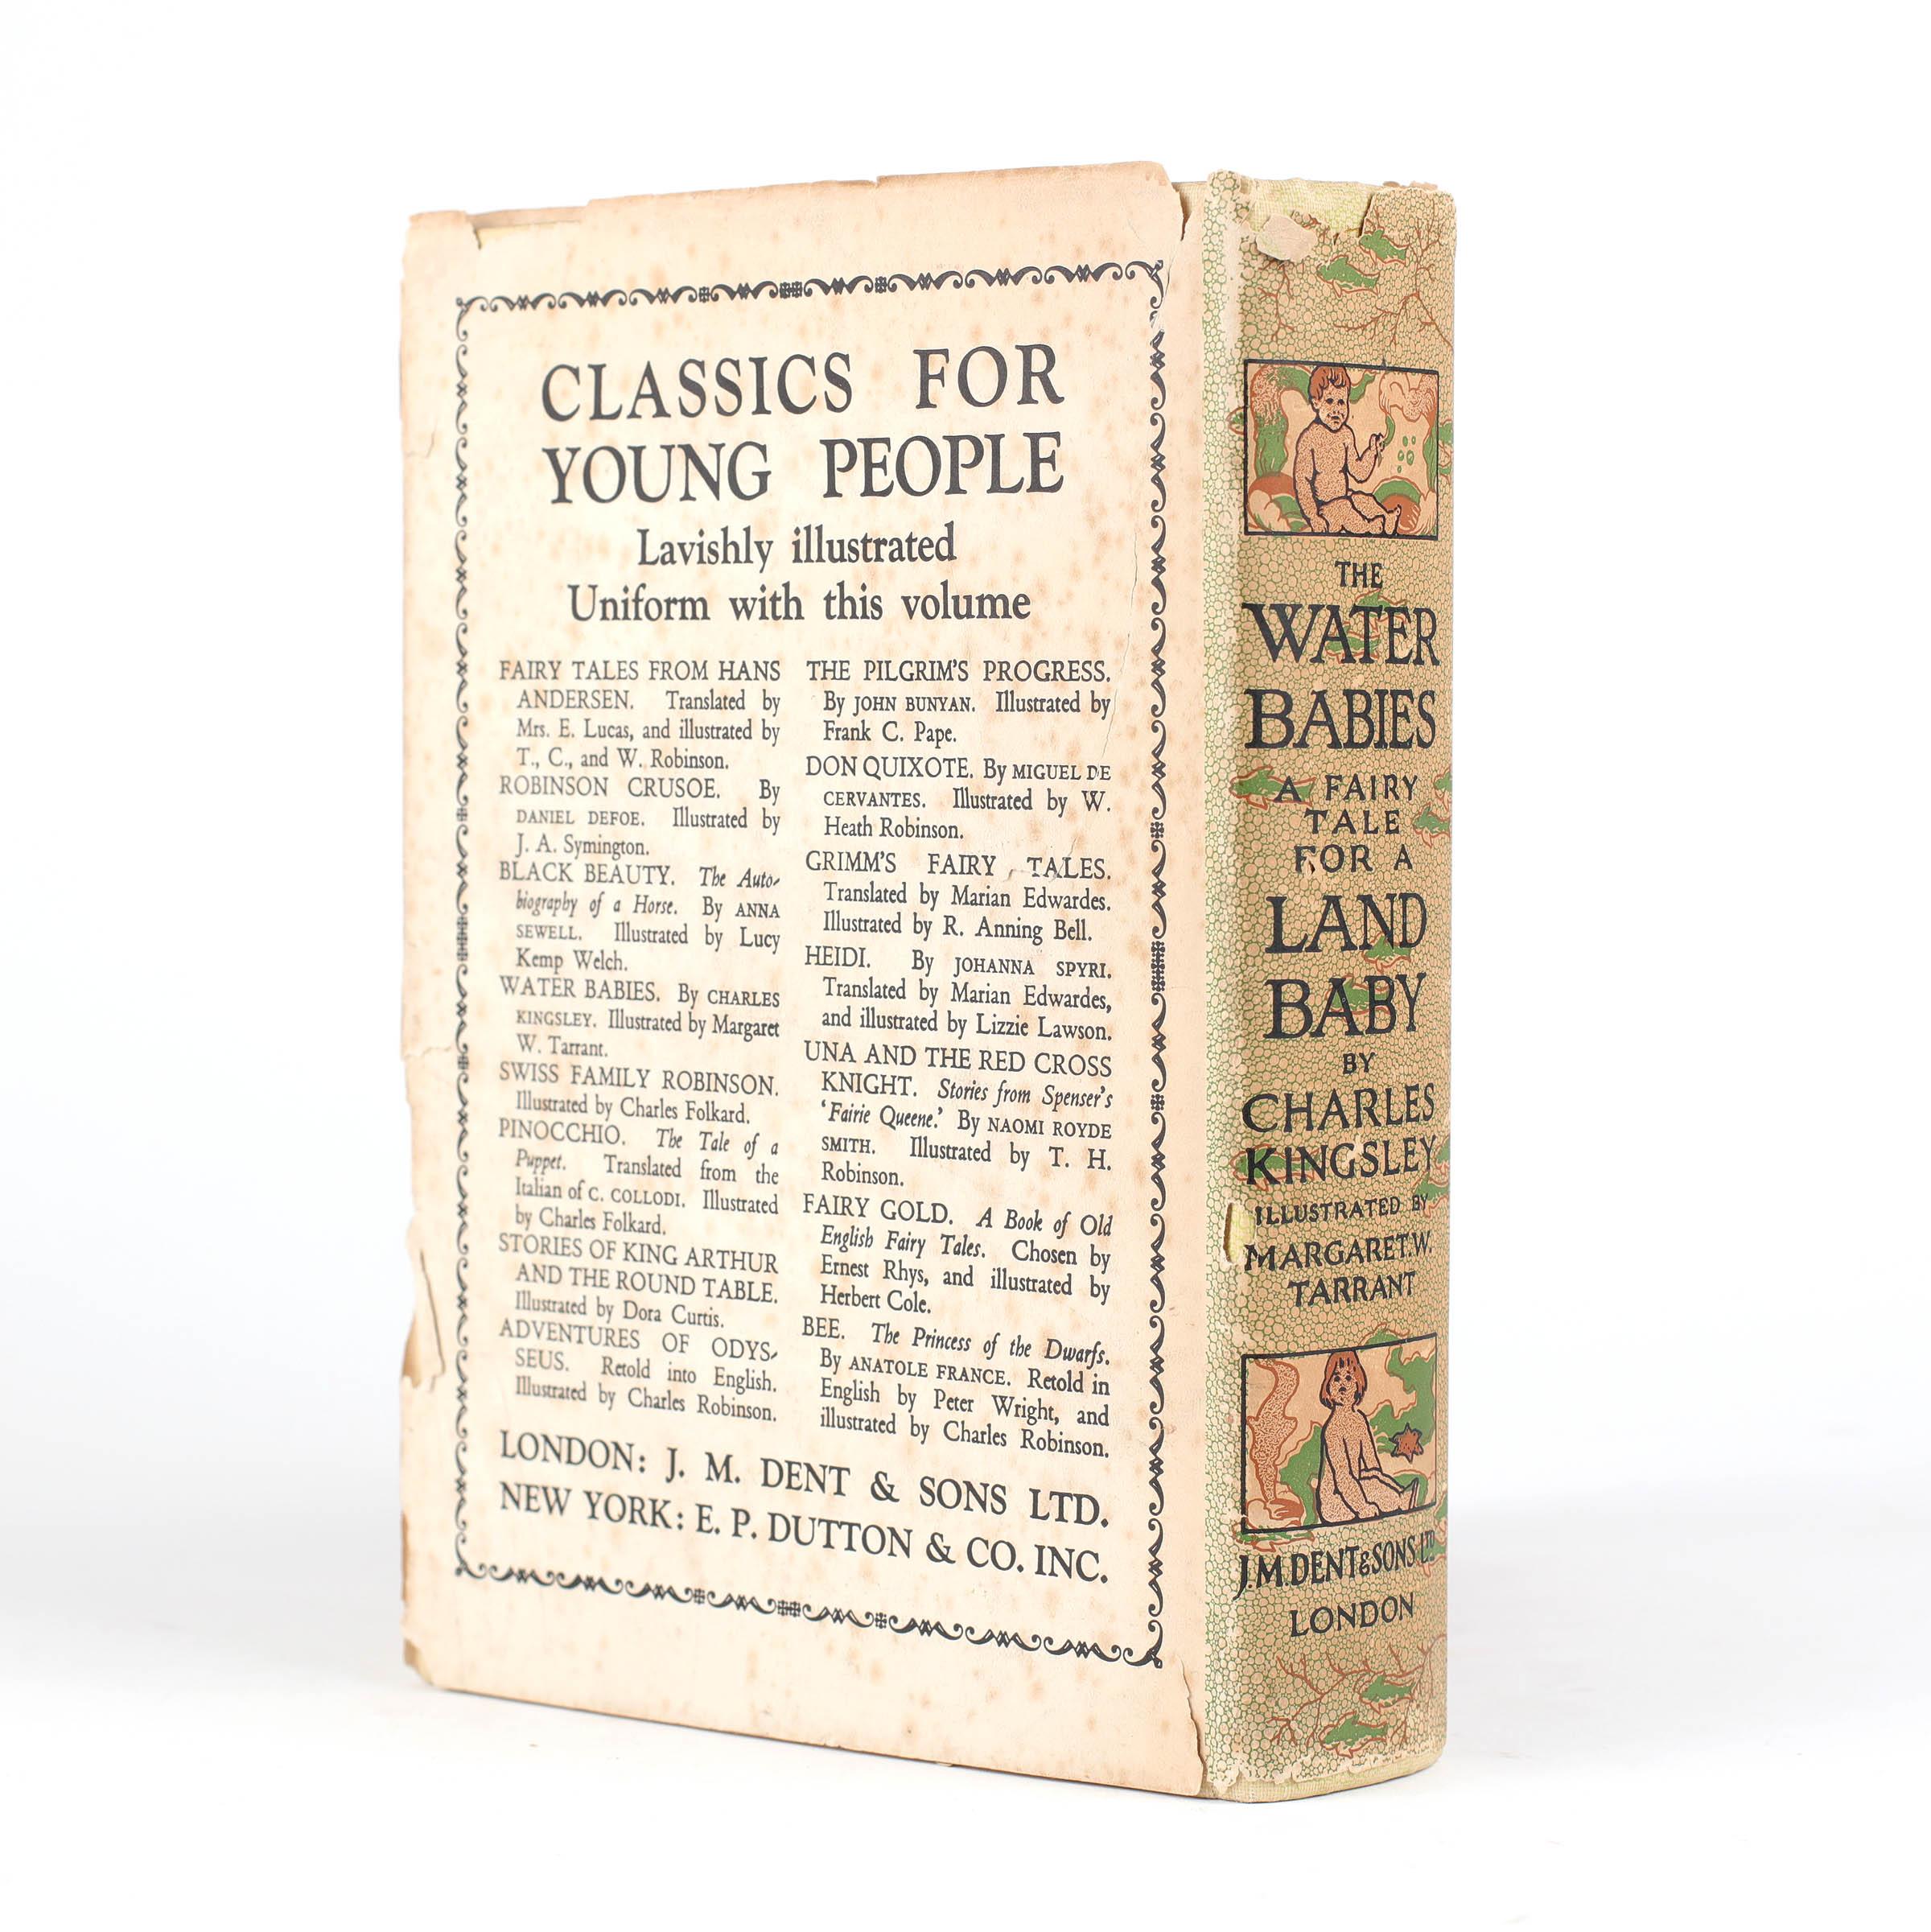 CLASSICS FOR
YOUNG PEOPLE
Lavishly illustrated
Uniform with this volume
FAIRY TALES FROM HANS
ANDERSEN. Translated by
Mrs. E. Lucas, and illustrated by
T., C., and W. Robinson.
ROBINSON CRUSOE. By
DANIEL DEFOE. Illustrated by
J. A. Symington.
BLACK BEAUTY. The Auto-
biography of a Horse. By ANNA
SEWELL. Illustrated by Lucy
Kemp Welch.
WATER BABIES. By CHARLES
KINGSLEY. Illustrated by Margaret
W. Tarrant.
SWISS FAMILY ROBINSON.
Illustrated by Charles Folkard.
PINOCCHIO. The Tale of a
Puppet. Translated from the
Italian of C. COLLODI. Illustrated
by Charles Folkard.
STORIES OF KING ARTHUR
AND THE ROUND TABLE.
Illustrated by Dora Curtis.
ADVENTURES OF ODYS-
SEUS. Retold into English.
Illustrated by Charles Robinson.
THE PILGRIM'S PROGRESS.
By JOHN BUNYAN. Illustrated by
Frank C. Pape.
DON QUIXOTE. By MIGUEL DE
CERVANTES. Illustrated by W.
Heath Robinson.
GRIMM'S FAIRY TALES.
Translated by Marian Edwardes.
Illustrated by R. Anning Bell.
HEIDI. By JOHANNA SPYRI.
Translated by Marian Edwardes,
and illustrated by Lizzie Lawson.
UNA AND THE RED CROSS
KNIGHT. Stories from Spenser's
'Fairie Queene.' By NAOMI ROYDE
SMITH. Illustrated by T. H.
Robinson.
FAIRY GOLD. A Book of Old
English Fairy Tales. Chosen by
Ernest Rhys, and illustrated by
Herbert Cole.
BEE. The Princess of the Dwarfs.
By ANATOLE FRANCE. Retold in
English by Peter Wright, and
illustrated by Charles Robinson.
LONDON: J. M. DENT & SONS LTD.
NEW YORK: E. P. DUTTON & CO. INC.
THE
WATER
BABIES
A FAIRY
TALE
FOR A
LAND
BABY
BY
CHARLES
KINGSLEY
ILLUSTRATED BY
MARGARET.W.
TARRANT
J.M.DENT & SONS LTD
LONDON